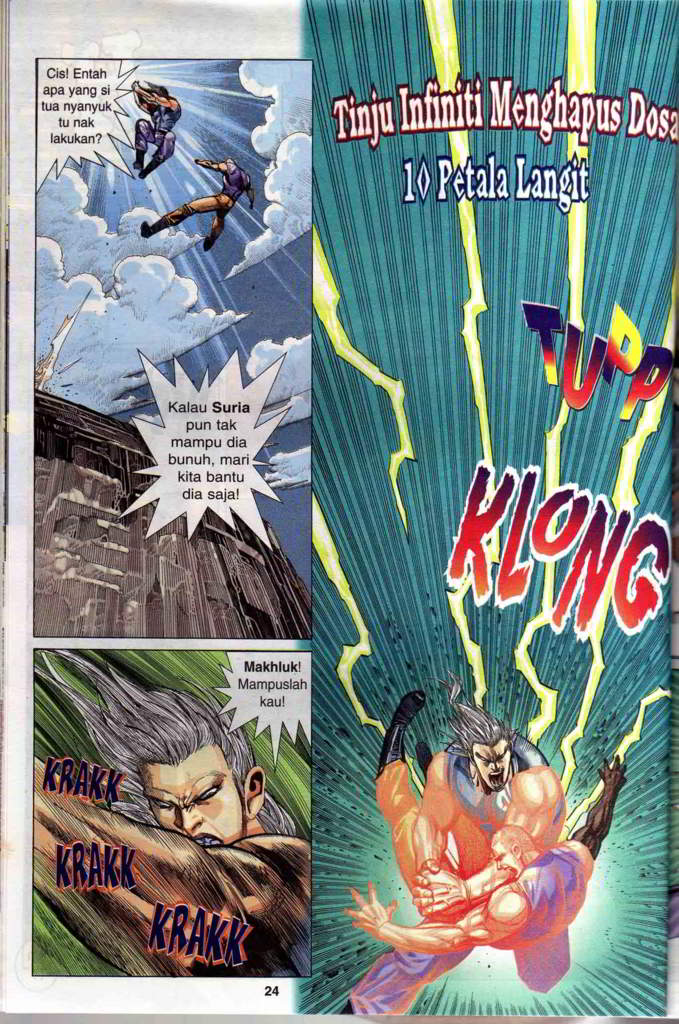 Cis! Entah
apa yang si
tua nyanyuk
tu nak
lakukan?
Kalau Suria
pun tak
mampu dia
bunuh, mari
kita bantu
dia saja!
Makhluk!
Mampuslah
kau!
KRAKK
KRAKK
KRAKK
24
Tinju Infiniti Menghapus Dosa
10 Petala Langit
TUPP
KLONG